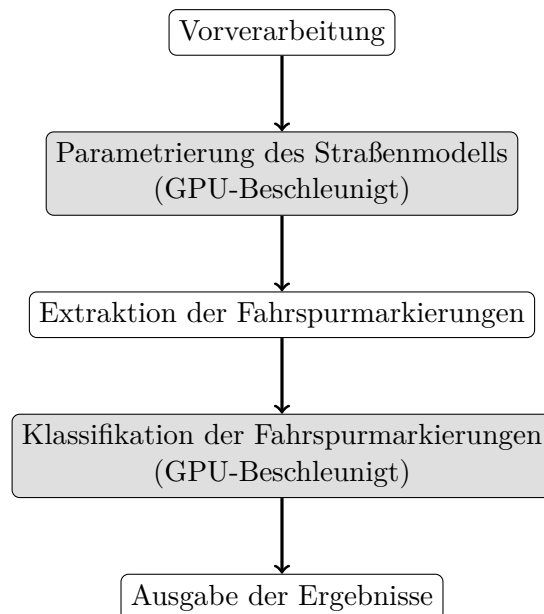 Vorverarbeitung
Parametrierung des Straßenmodells
(GPU-Beschleunigt)
Extraktion der Fahrspurmarkierungen
Klassifikation der Fahrspurmarkierungen
(GPU-Beschleunigt)
Ausgabe der Ergebnisse